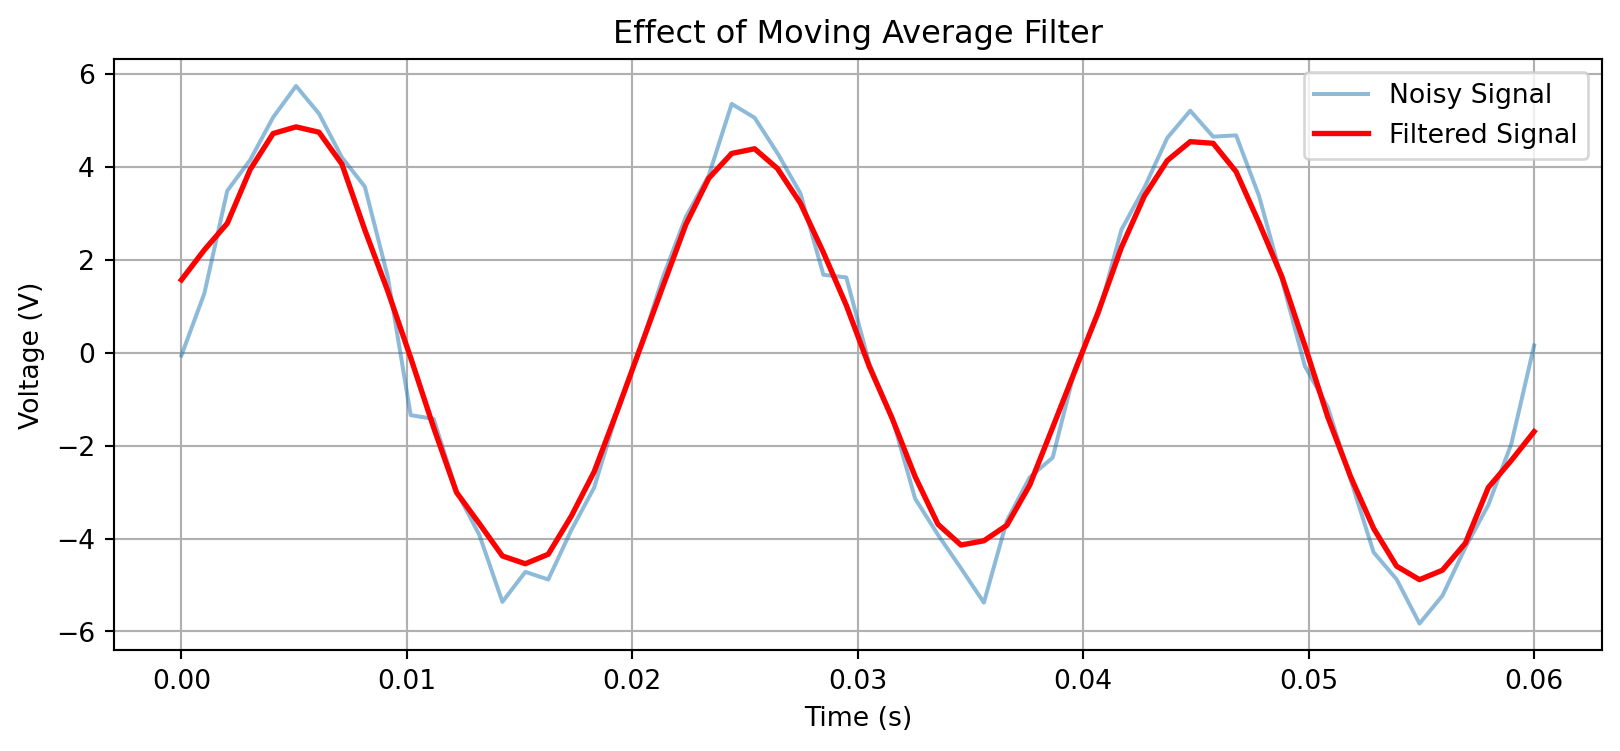 Effect of Moving Average Filter
Noisy Signal
Filtered Signal
Voltage (V)
6
4
2
0
−2
−4
−6
0.00 0.01 0.02 0.03 0.04 0.05 0.06
Time (s)